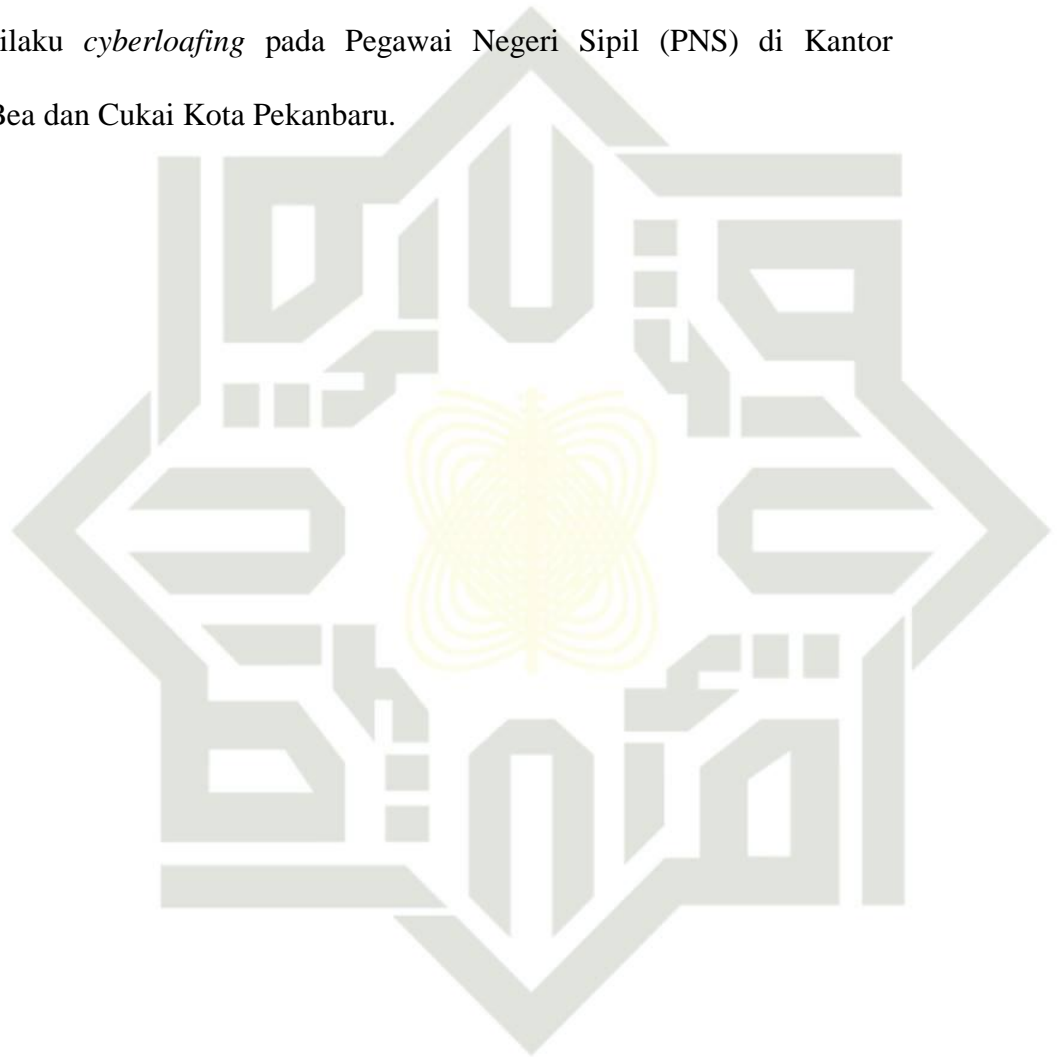 ilaku cyberloafing pada Pegawai Negeri Sipil (PNS) di Kantor
Bea dan Cukai Kota Pekanbaru.